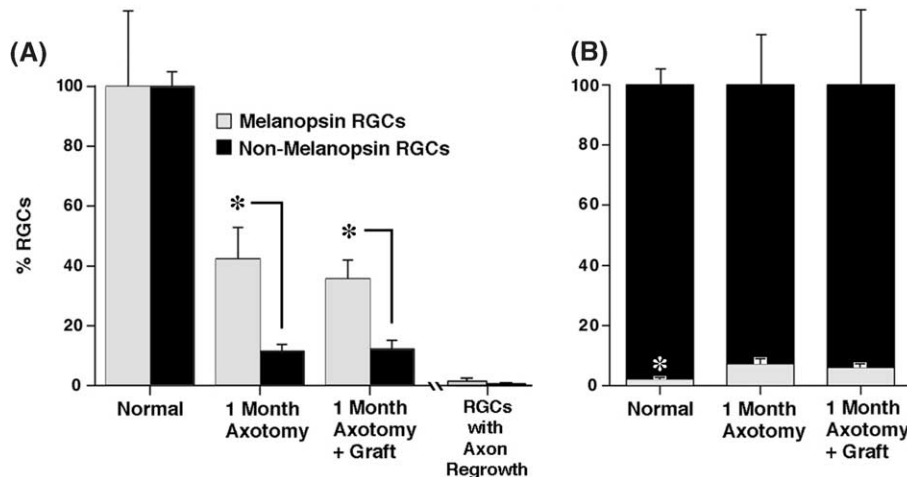 (A)
% RGCs
100
80
60
40
20
0
Melanopsin RGCs
Non-Melanopsin RGCs
*
*
Normal
1 Month
Axotomy
1 Month
Axotomy
+ Graft
RGCs
with
Axon
Regrowth
(B)
100
80
60
40
20
0
*
Normal
1 Month
Axotomy
1 Month
Axotomy
+ Graft